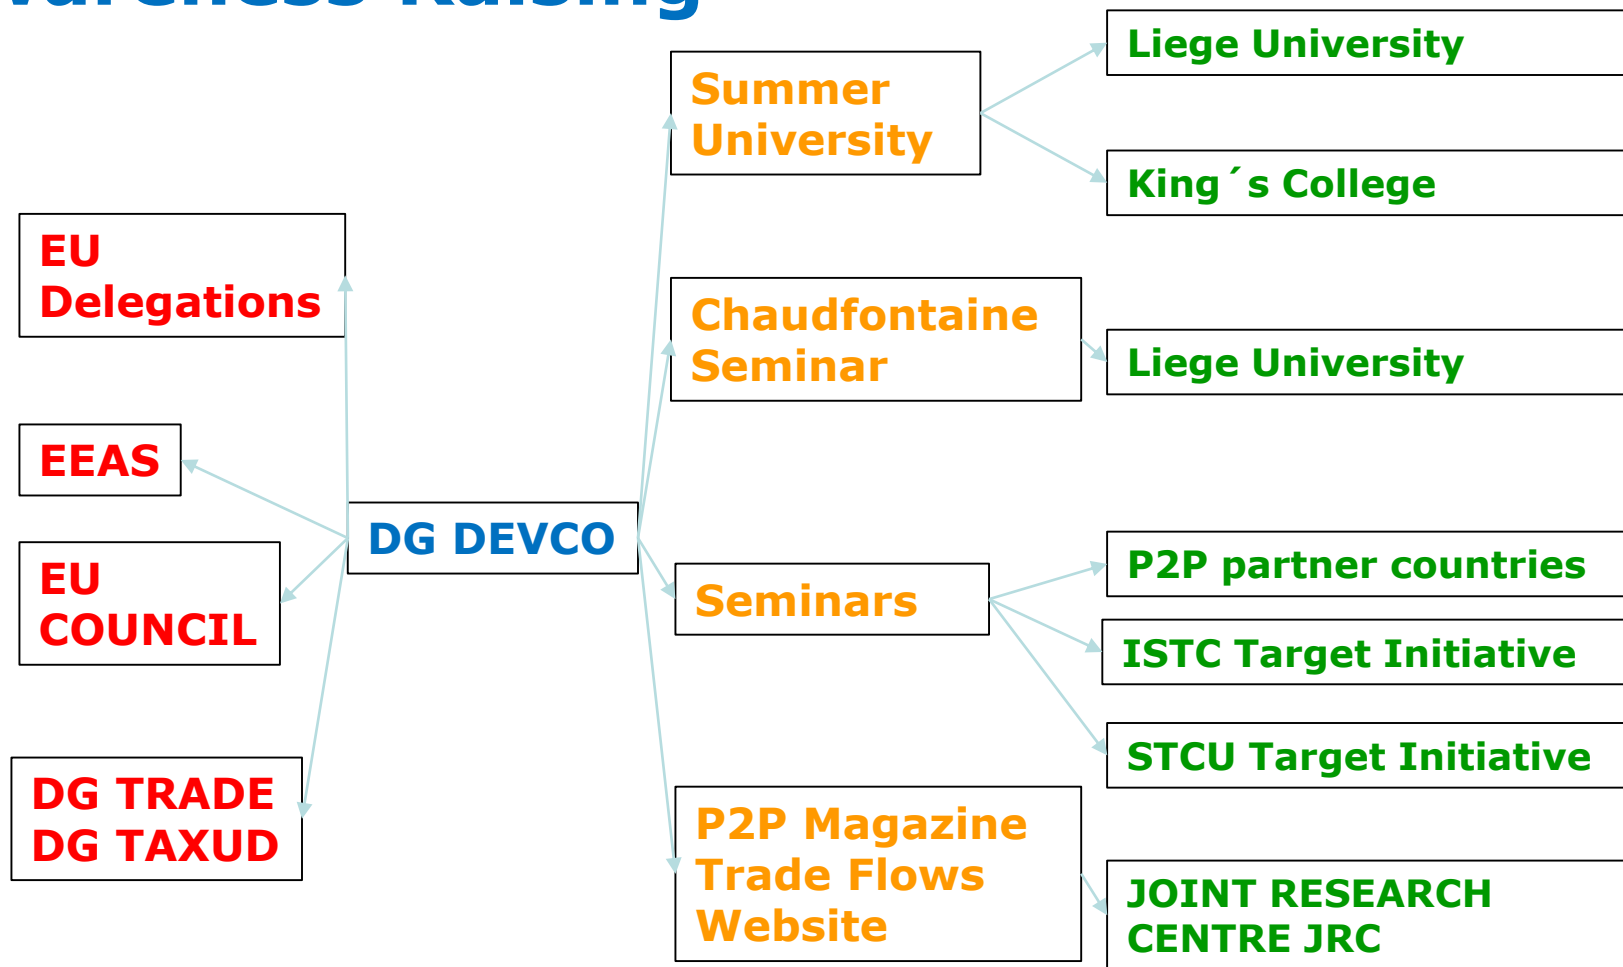 wareness Raising
EU
Delegations
EEAS
EU
COUNCIL
DG TRADE
DG TAXUD
DG DEVCO
Summer
University
Chaudfontaine
Seminar
Seminars
P2P Magazine
Trade Flows
Website
Liege University
King´s College
Liege University
P2P partner countries
ISTC Target Initiative
STCU Target Initiative
JOINT RESEARCH
CENTRE JRC